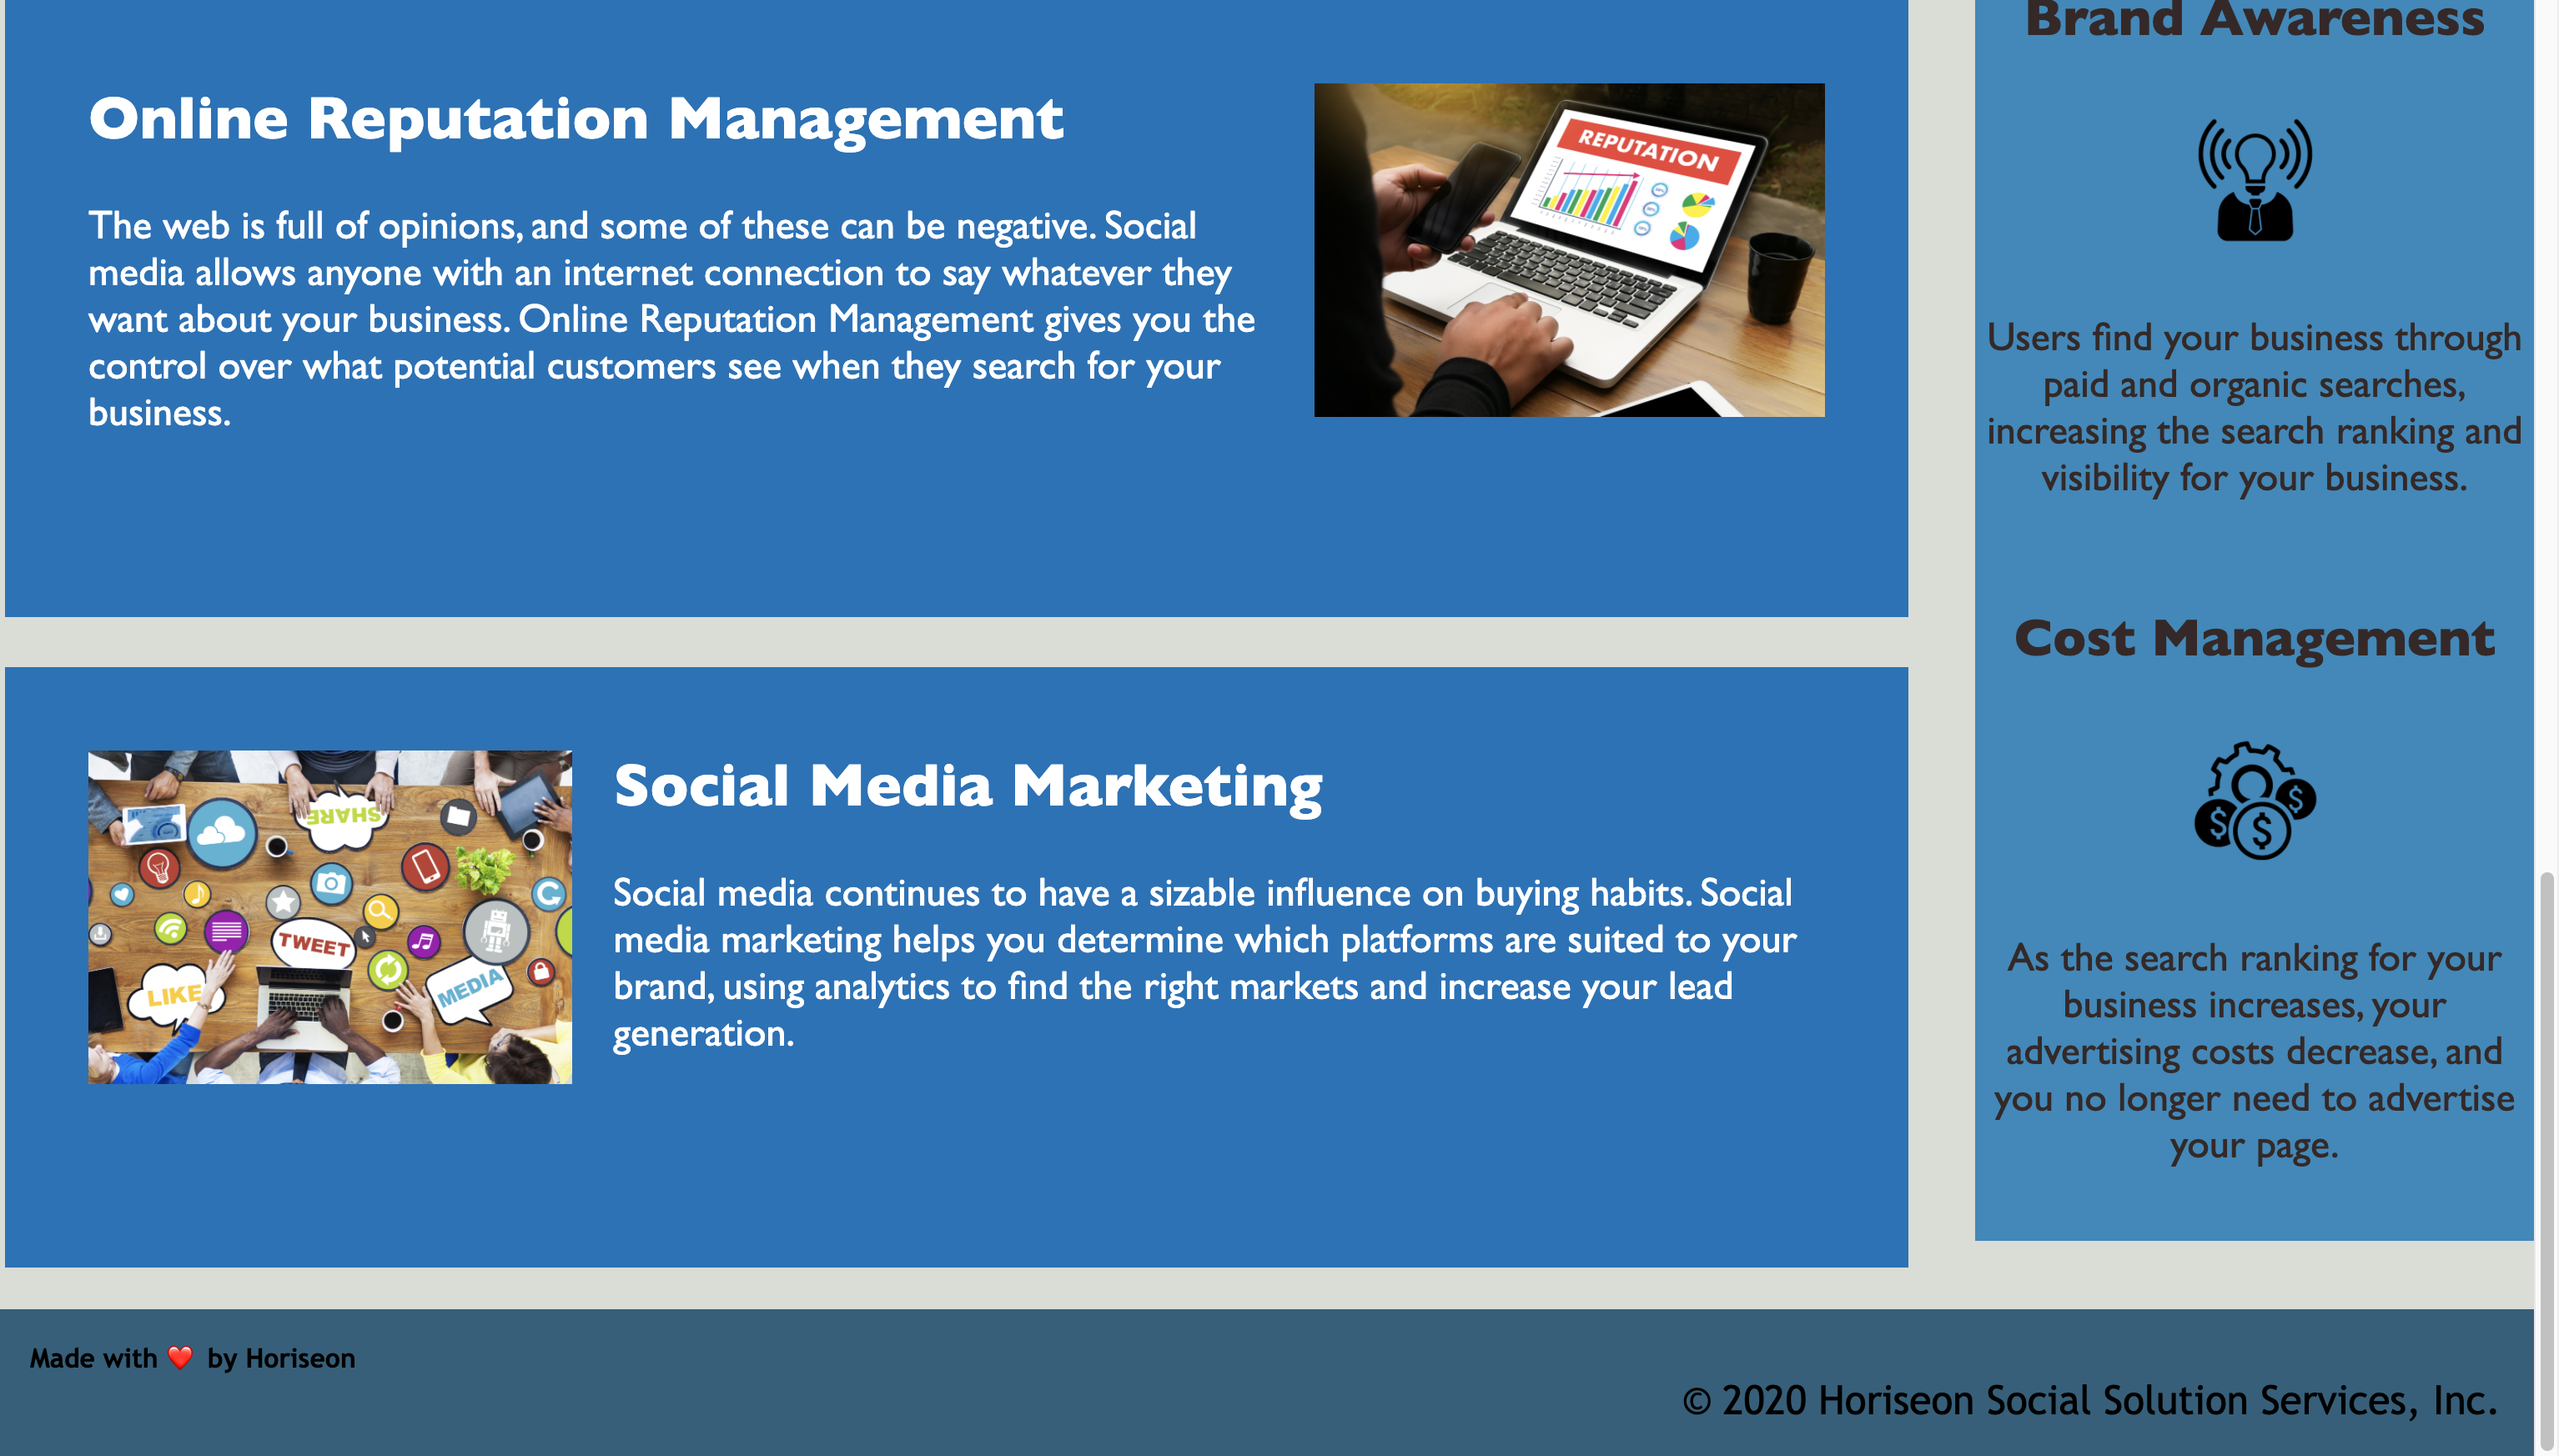 Online Reputation Management
The web is full of opinions, and some of these can be negative. Social
media allows anyone with an internet connection to say whatever they
want about your business. Online Reputation Management gives you the
control over what potential customers see when they search for your
business.
REPUTATION
Social Media Marketing
Social media continues to have a sizable influence on buying habits. Social
media marketing helps you determine which platforms are suited to your
brand, using analytics to find the right markets and increase your lead
generation.
SHARE
TWEET
LIKE
MEDIA
Brand Awareness
Users find your business through
paid and organic searches,
increasing the search ranking and
visibility for your business.
Cost Management
$ $ $
As the search ranking for your
business increases, your
advertising costs decrease, and
you no longer need to advertise
your page.
Made with ❤️ by Horiseon
© 2020 Horiseon Social Solution Services, Inc.